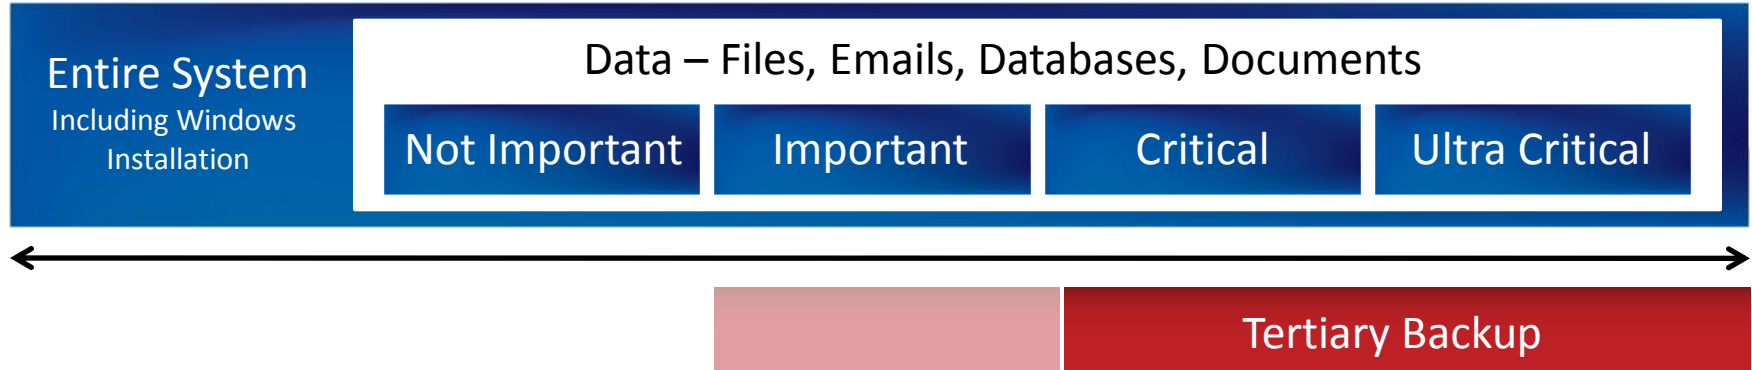 Entire System
Including Windows
Installation
Data – Files, Emails, Databases, Documents
Not Important
Important
Critical
Ultra Critical
Tertiary Backup